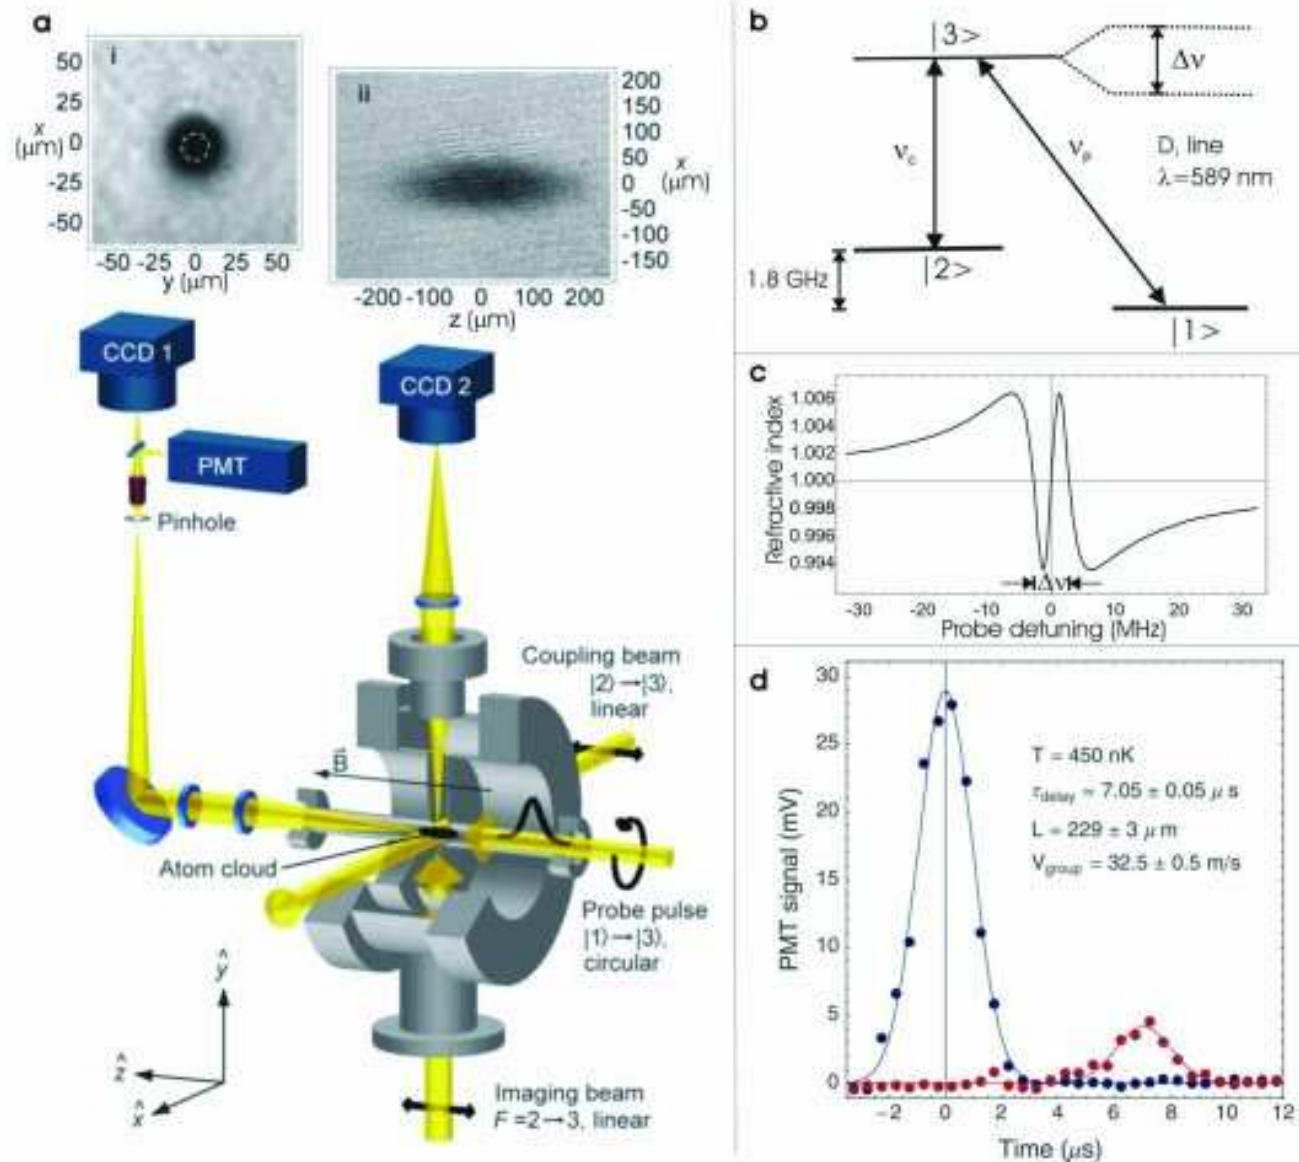 a
i
50
25
x
(μm)
0
-25
-50
-50 -25 0 25 50
y (μm)
ii
200
150
100
50
0
-50
-100
-150
x
(μm)
-200 -100 0 100 200
z (μm)
CCD 1
PMT
Pinhole
CCD 2
Coupling beam
|2⟩→|3⟩,
linear
B
Atom cloud
Probe pulse
|1⟩→|3⟩,
circular
ŷ
ẑ
x̂
Imaging beam
F =2→3, linear
b
|3>
Δν
νc
νp
D1 line
λ=589 nm
|2>
1.8 GHz
|1>
c
Refractive index
1.006
1.004
1.002
1.000
0.998
0.996
0.994
Δν
-30 -20 -10 0 10 20 30
Probe detuning (MHz)
d
PMT signal (mV)
30
25
20
15
10
5
0
T = 450 nK
τdelay = 7.05 ± 0.05 μ s
L = 229 ± 3 μ m
Vgroup = 32.5 ± 0.5 m/s
-2 0 2 4 6 8 10 12
Time (μs)